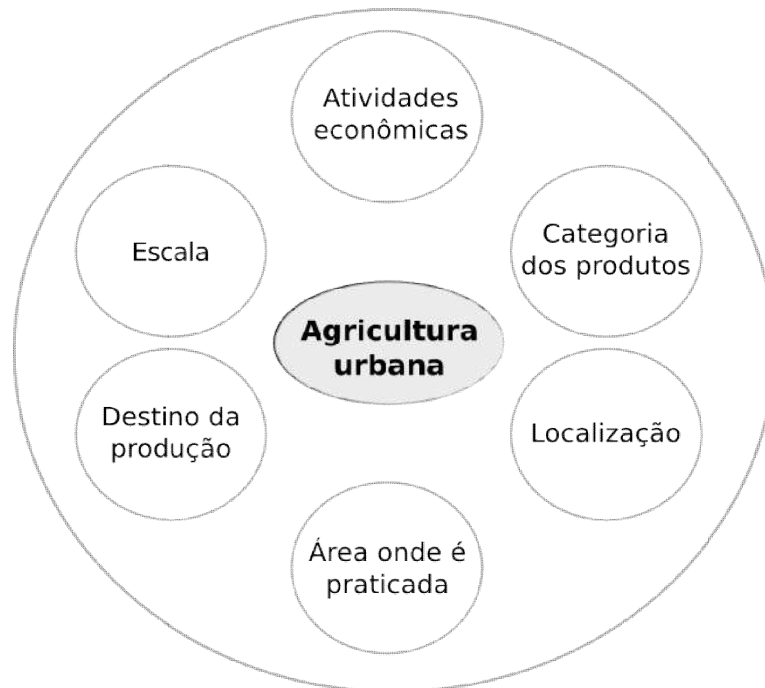 Atividades
econômicas
Escala
Categoria
dos produtos
Agricultura
urbana
Destino da
produção
Localização
Área onde é
praticada